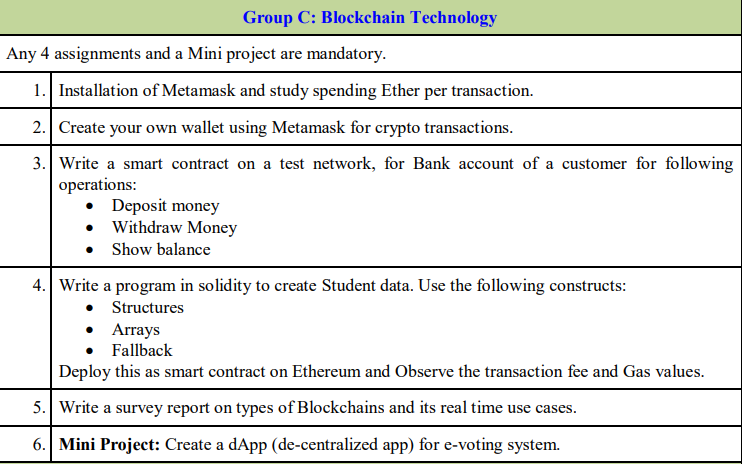 Group C: Blockchain Technology
Any 4 assignments and a Mini project are mandatory.
1. Installation of Metamask and study spending Ether per transaction.
2. Create your own wallet using Metamask for crypto transactions.
3. Write a smart contract on a test network, for Bank account of a customer for following
operations:
• Deposit money
• Withdraw Money
• Show balance
4. Write a program in solidity to create Student data. Use the following constructs:
• Structures
• Arrays
• Fallback
Deploy this as smart contract on Ethereum and Observe the transaction fee and Gas values.
5. Write a survey report on types of Blockchains and its real time use cases.
6. Mini Project: Create a dApp (de-centralized app) for e-voting system.